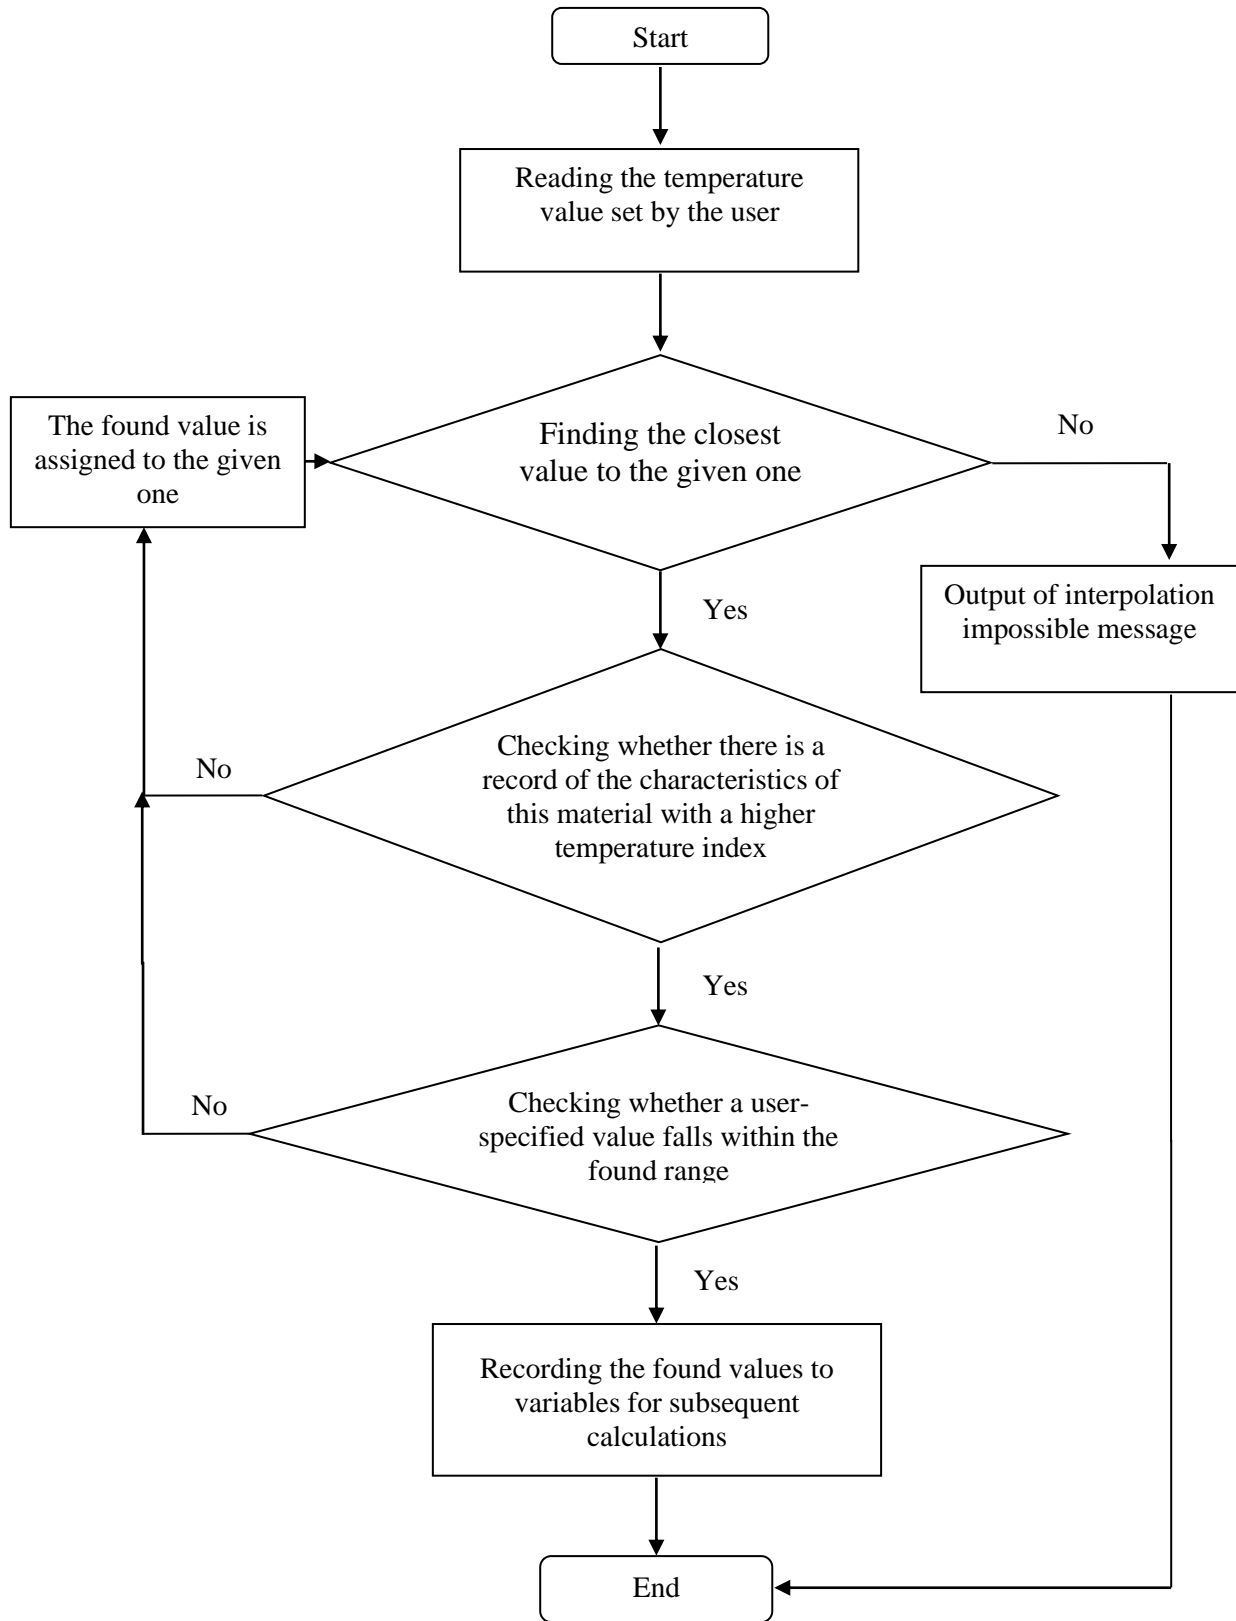 Start
Reading the temperature
value set by the user
The found value is
assigned to the given
one
Finding the closest
value to the given one
No
Yes
Output of interpolation
impossible message
Checking whether there is a
record of the characteristics of
this material with a higher
temperature index
No
Yes
Checking whether a user-
specified value falls within the
found range
No
Yes
Recording the found values to
variables for subsequent
calculations
End